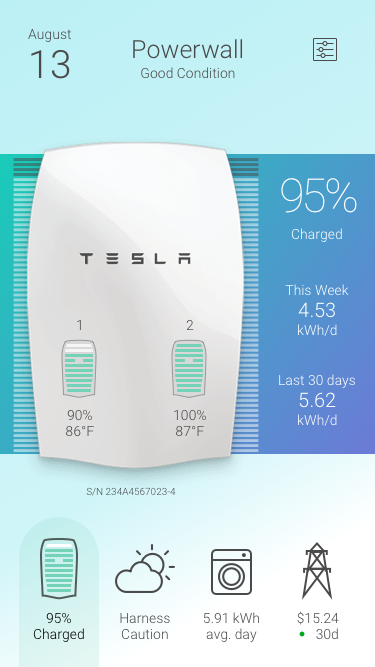 August
13
Powerwall
Good Condition
95%
Charged
This Week
4.53
kWh/d
Last 30 days
5.62
kWh/d
TESLA
1
2
90%
86°F
100%
87°F
S/N 234A4567023-4
95%
Charged
Harness
Caution
5.91 kWh
avg. day
$15.24
30d